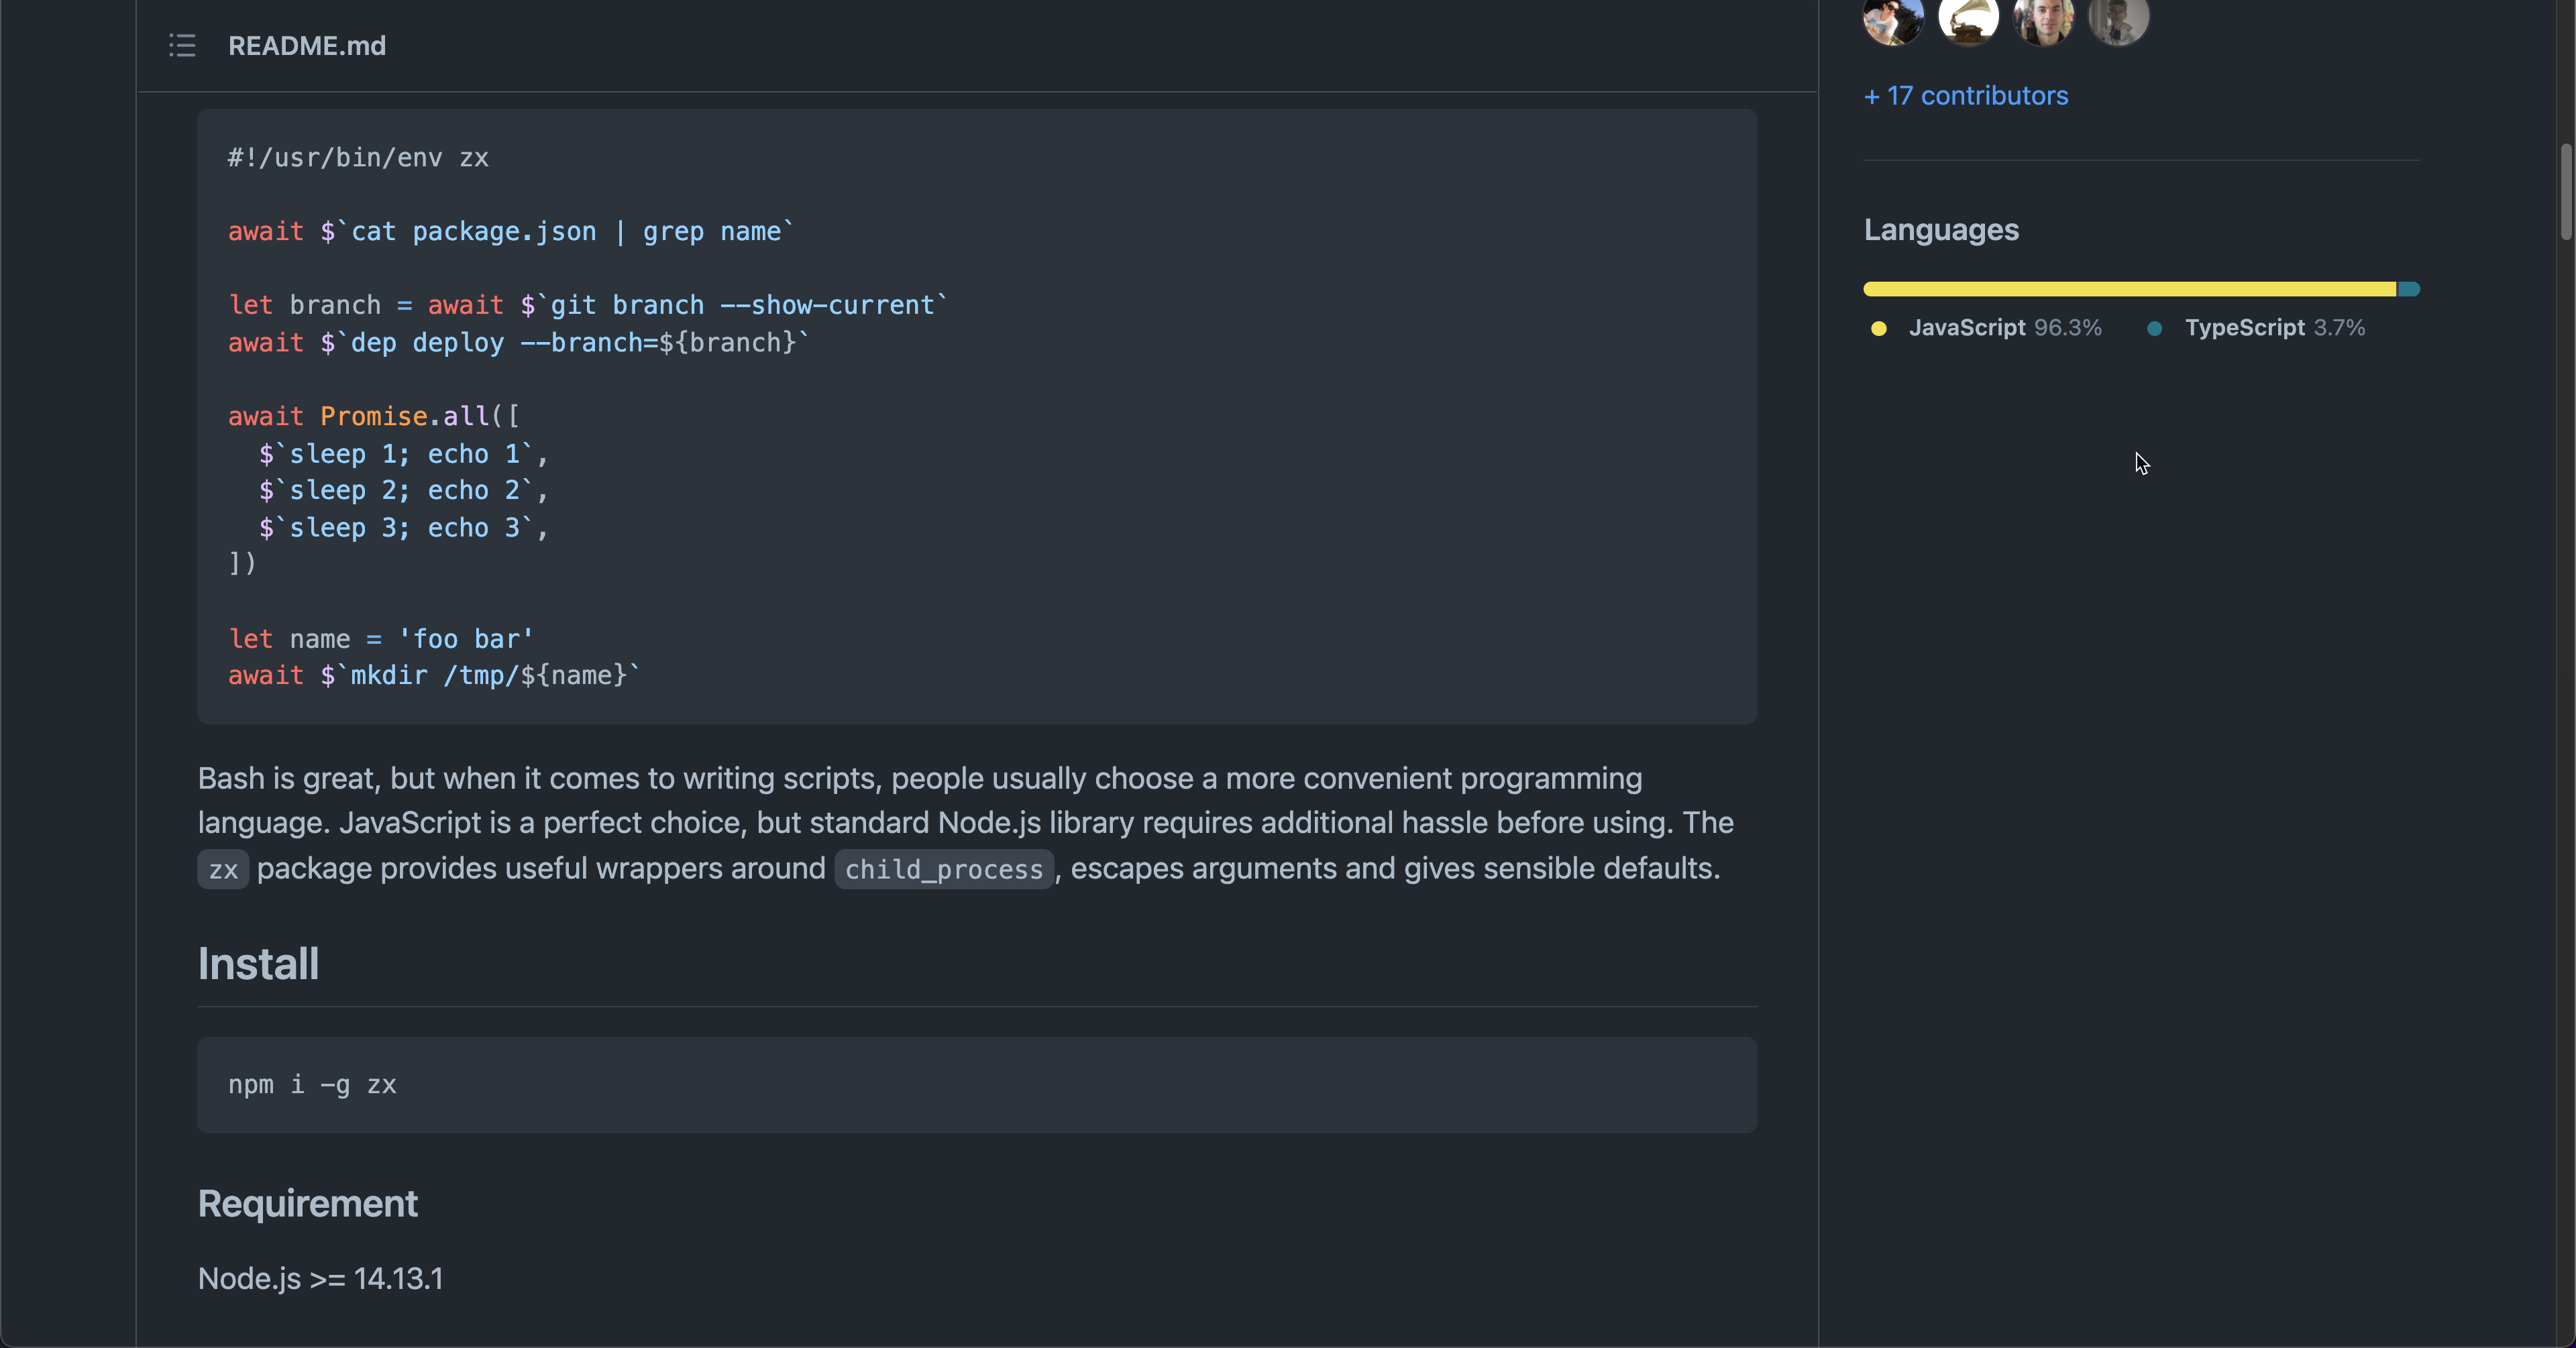 README.md
#!/usr/bin/env zx
await $`cat package.json | grep name`
let branch = await $`git branch --show-current`
await $`dep deploy --branch=${branch}`
await Promise.all([
  $`sleep 1; echo 1`,
  $`sleep 2; echo 2`,
  $`sleep 3; echo 3`,
])
let name = 'foo bar'
await $`mkdir /tmp/${name}`
Bash is great, but when it comes to writing scripts, people usually choose a more convenient programming
language. JavaScript is a perfect choice, but standard Node.js library requires additional hassle before using. The
zx package provides useful wrappers around child_process, escapes arguments and gives sensible defaults.
Install
npm i -g zx
Requirement
Node.js >= 14.13.1
+ 17 contributors
Languages
JavaScript 96.3% TypeScript 3.7%